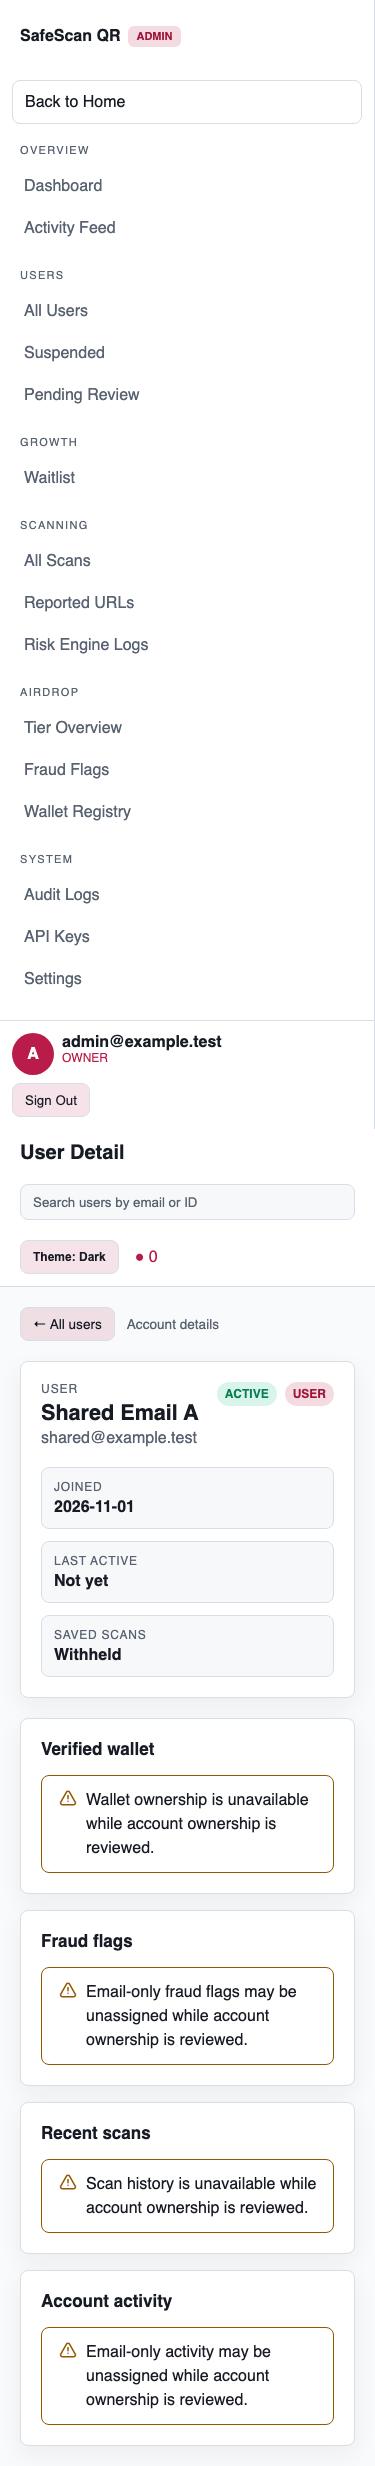 SafeScan QR ADMIN
Back to Home
OVERVIEW
Dashboard
Activity Feed
USERS
All Users
Suspended
Pending Review
GROWTH
Waitlist
SCANNING
All Scans
Reported URLs
Risk Engine Logs
AIRDROP
Tier Overview
Fraud Flags
Wallet Registry
SYSTEM
Audit Logs
API Keys
Settings
A
admin@example.test
OWNER
Sign Out
User Detail
Search users by email or ID
Theme: Dark ● 0
← All users Account details
USER
ACTIVE USER
Shared Email A
shared@example.test
JOINED
2026-11-01
LAST ACTIVE
Not yet
SAVED SCANS
Withheld
Verified wallet
Wallet ownership is unavailable
while account ownership is
reviewed.
Fraud flags
Email-only fraud flags may be
unassigned while account
ownership is reviewed.
Recent scans
Scan history is unavailable while
account ownership is reviewed.
Account activity
Email-only activity may be
unassigned while account
ownership is reviewed.